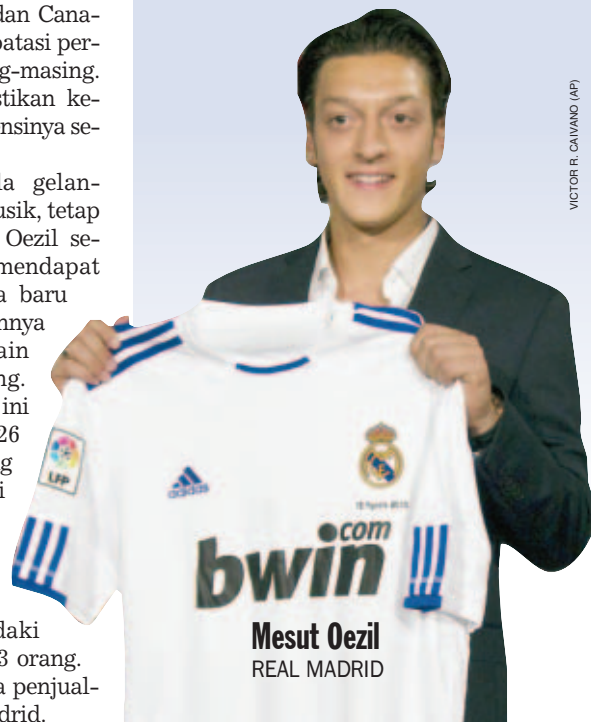 dan Cana-
patasi per-
g-masing.
stikan ke-
nsinya se-
la gelan-
usik, tetap
Oezil se-
mendapat
a baru
nnya
ain
ng.
ini
26
g
i
daki
3 orang.
a penjual-
drid.
VICTOR R. CAIVANO (AP)
LFP
adidas
bwin
.com
Mesut Oezil
REAL MADRID